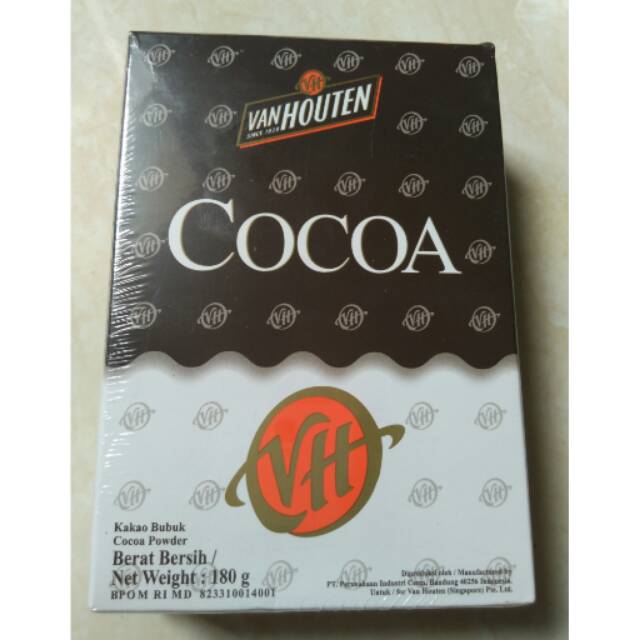 VH
VAN HOUTEN
SINCE 1828
COCOA
VH
Kakao Bubuk
Cocoa Powder
Berat Bersih /
Net Weight : 180 g
BPOM RI MD 823310014001
Diproduksi oleh / Manufactured by
PT. Perusahaan Industri Ceres, Bandung 40256 Indonesia.
Untuk / for Van Houten (Singapore) Pte. Ltd.